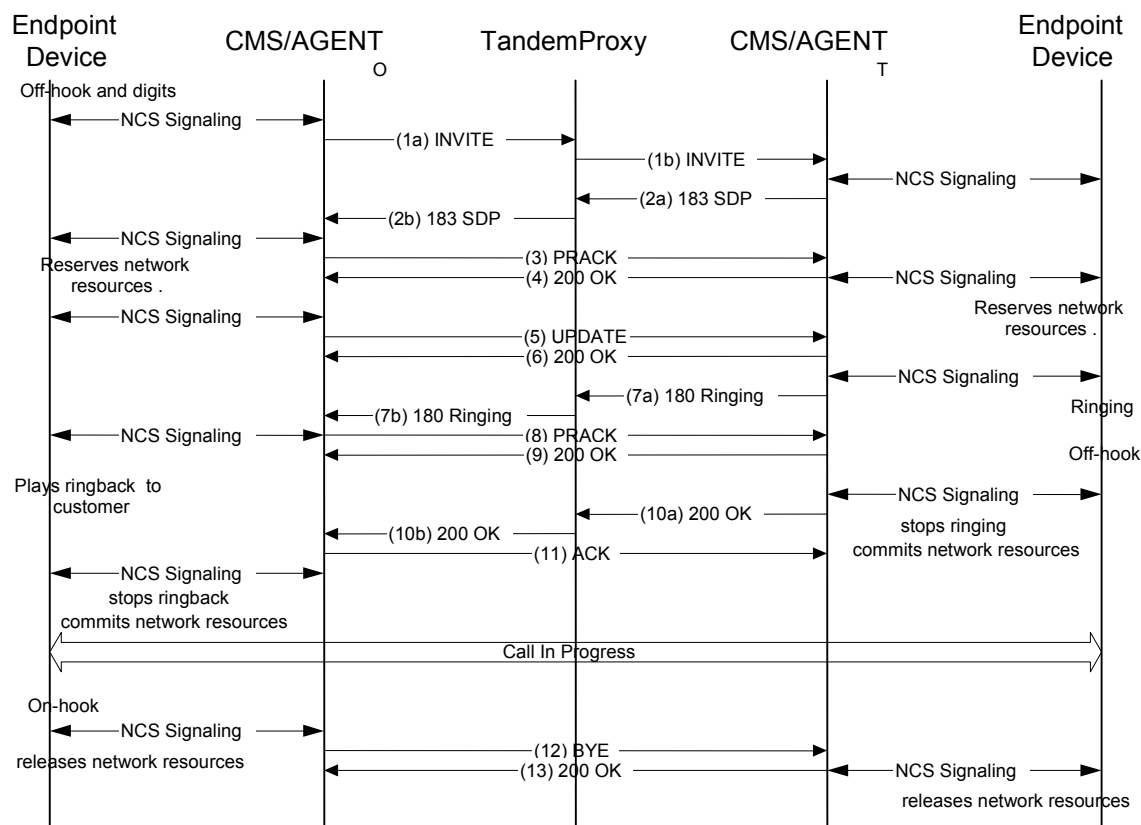 Endpoint
Device
CMS/AGENT
O
TandemProxy
CMS/AGENT
T
Endpoint
Device
Off-hook and digits
NCS Signaling
(1a) INVITE
(1b) INVITE
NCS Signaling
(2a) 183 SDP
(2b) 183 SDP
NCS Signaling
(3) PRACK
Reserves network
resources .
(4) 200 OK
NCS Signaling
NCS Signaling
Reserves network
resources .
(5) UPDATE
(6) 200 OK
NCS Signaling
(7a) 180 Ringing
(7b) 180 Ringing
Ringing
NCS Signaling
(8) PRACK
(9) 200 OK
Off-hook
Plays ringback to
customer
NCS Signaling
(10a) 200 OK
(10b) 200 OK
stops ringing
commits network resources
(11) ACK
NCS Signaling
stops ringback
commits network resources
Call In Progress
On-hook
NCS Signaling
releases network resources
(12) BYE
(13) 200 OK
NCS Signaling
releases network resources